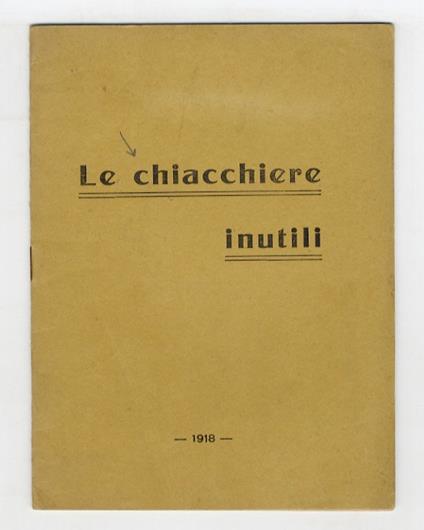 Le chiacchiere
inutili
— 1918 —